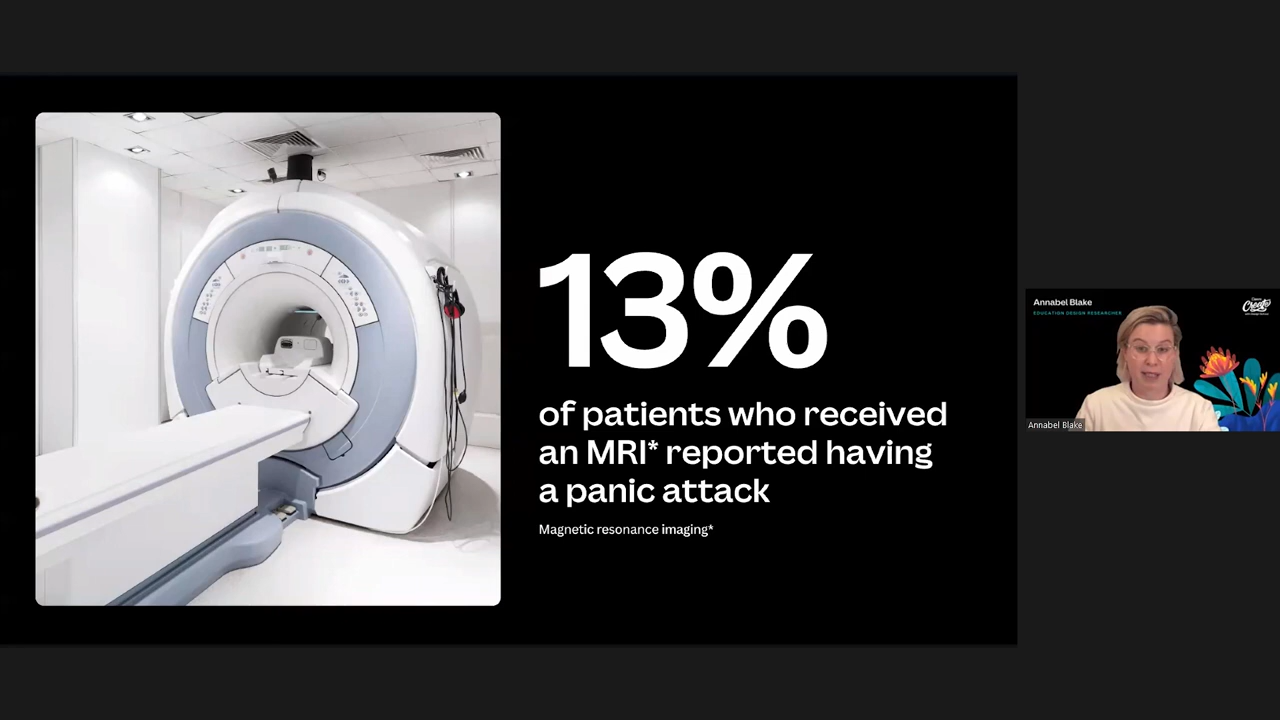 13%
of patients who received
an MRI* reported having
a panic attack
Magnetic resonance imaging*
Annabel Blake
EDUCATION DESIGN RESEARCHER
Create
Annabel Blake